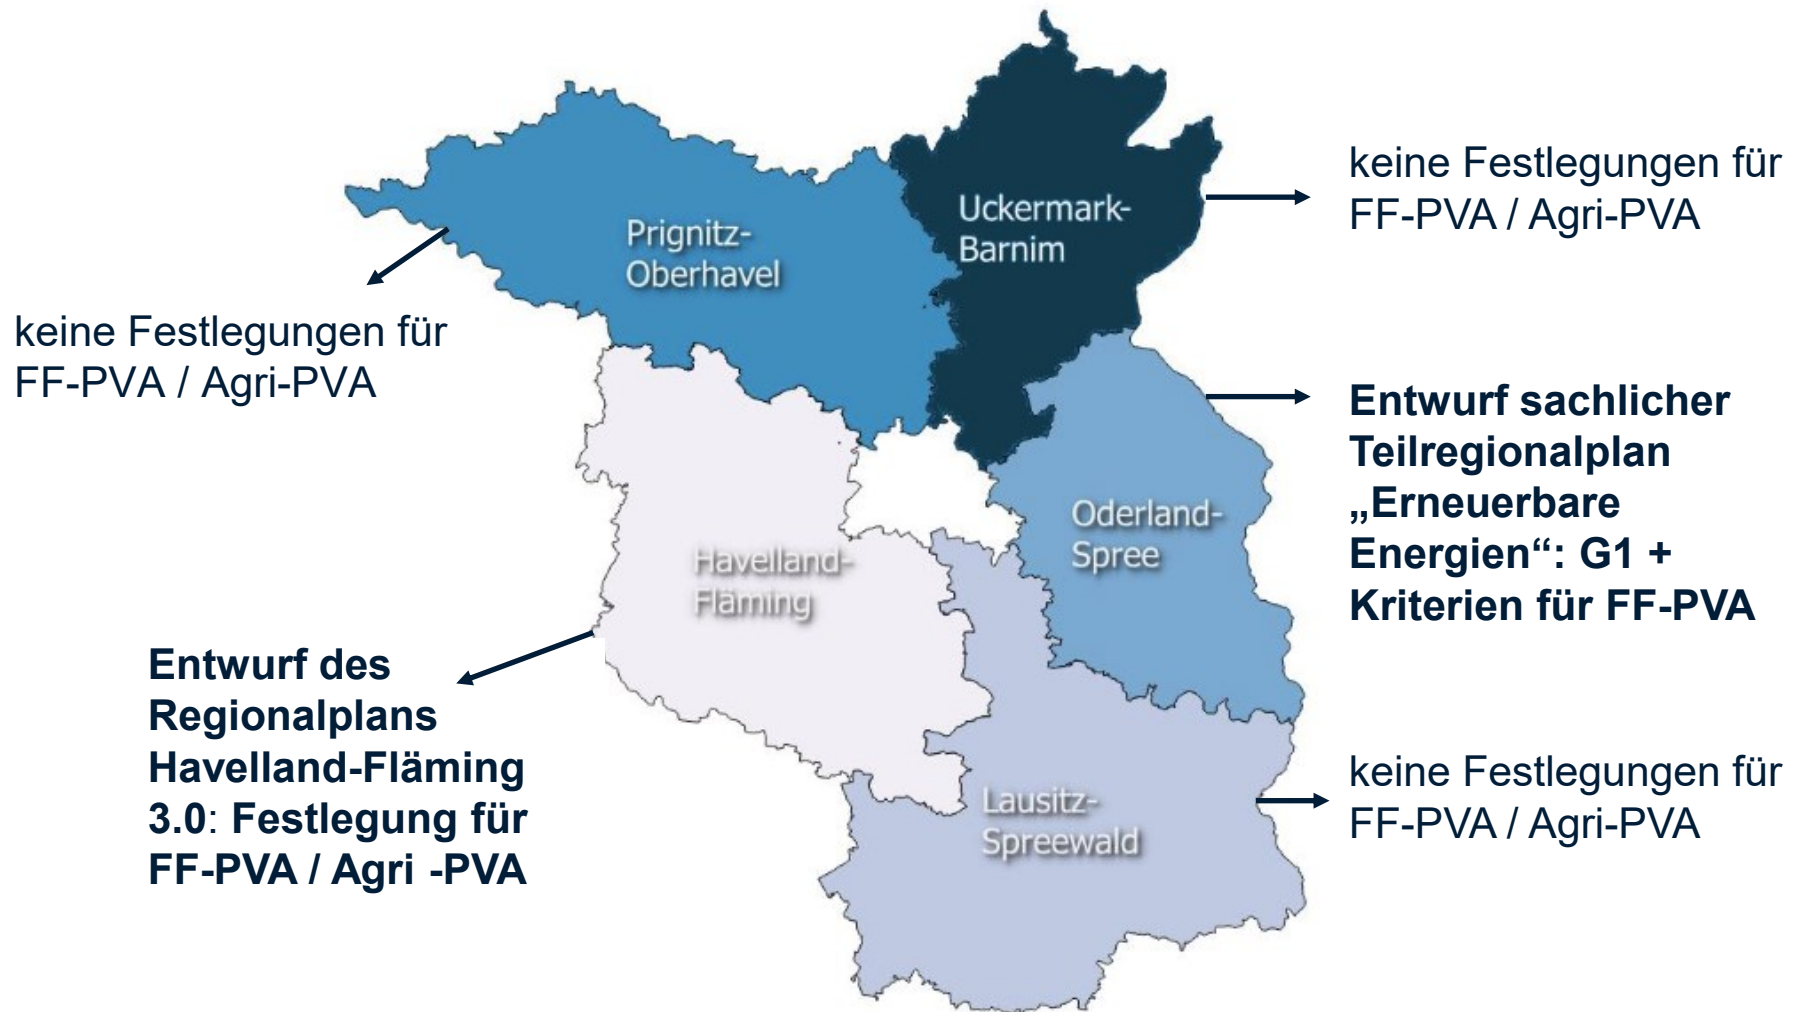 Prignitz-
Oberhavel
Uckermark-
Barnim
keine Festlegungen für
FF-PVA / Agri-PVA
keine Festlegungen für
FF-PVA / Agri-PVA
Entwurf sachlicher
Teilregionalplan
„Erneuerbare
Energien“: G1 +
Kriterien für FF-PVA
Oderland-
Spree
Havelland-
Fläming
Entwurf des
Regionalplans
Havelland-Fläming
3.0: Festlegung für
FF-PVA / Agri -PVA
Lausitz-
Spreewald
keine Festlegungen für
FF-PVA / Agri-PVA